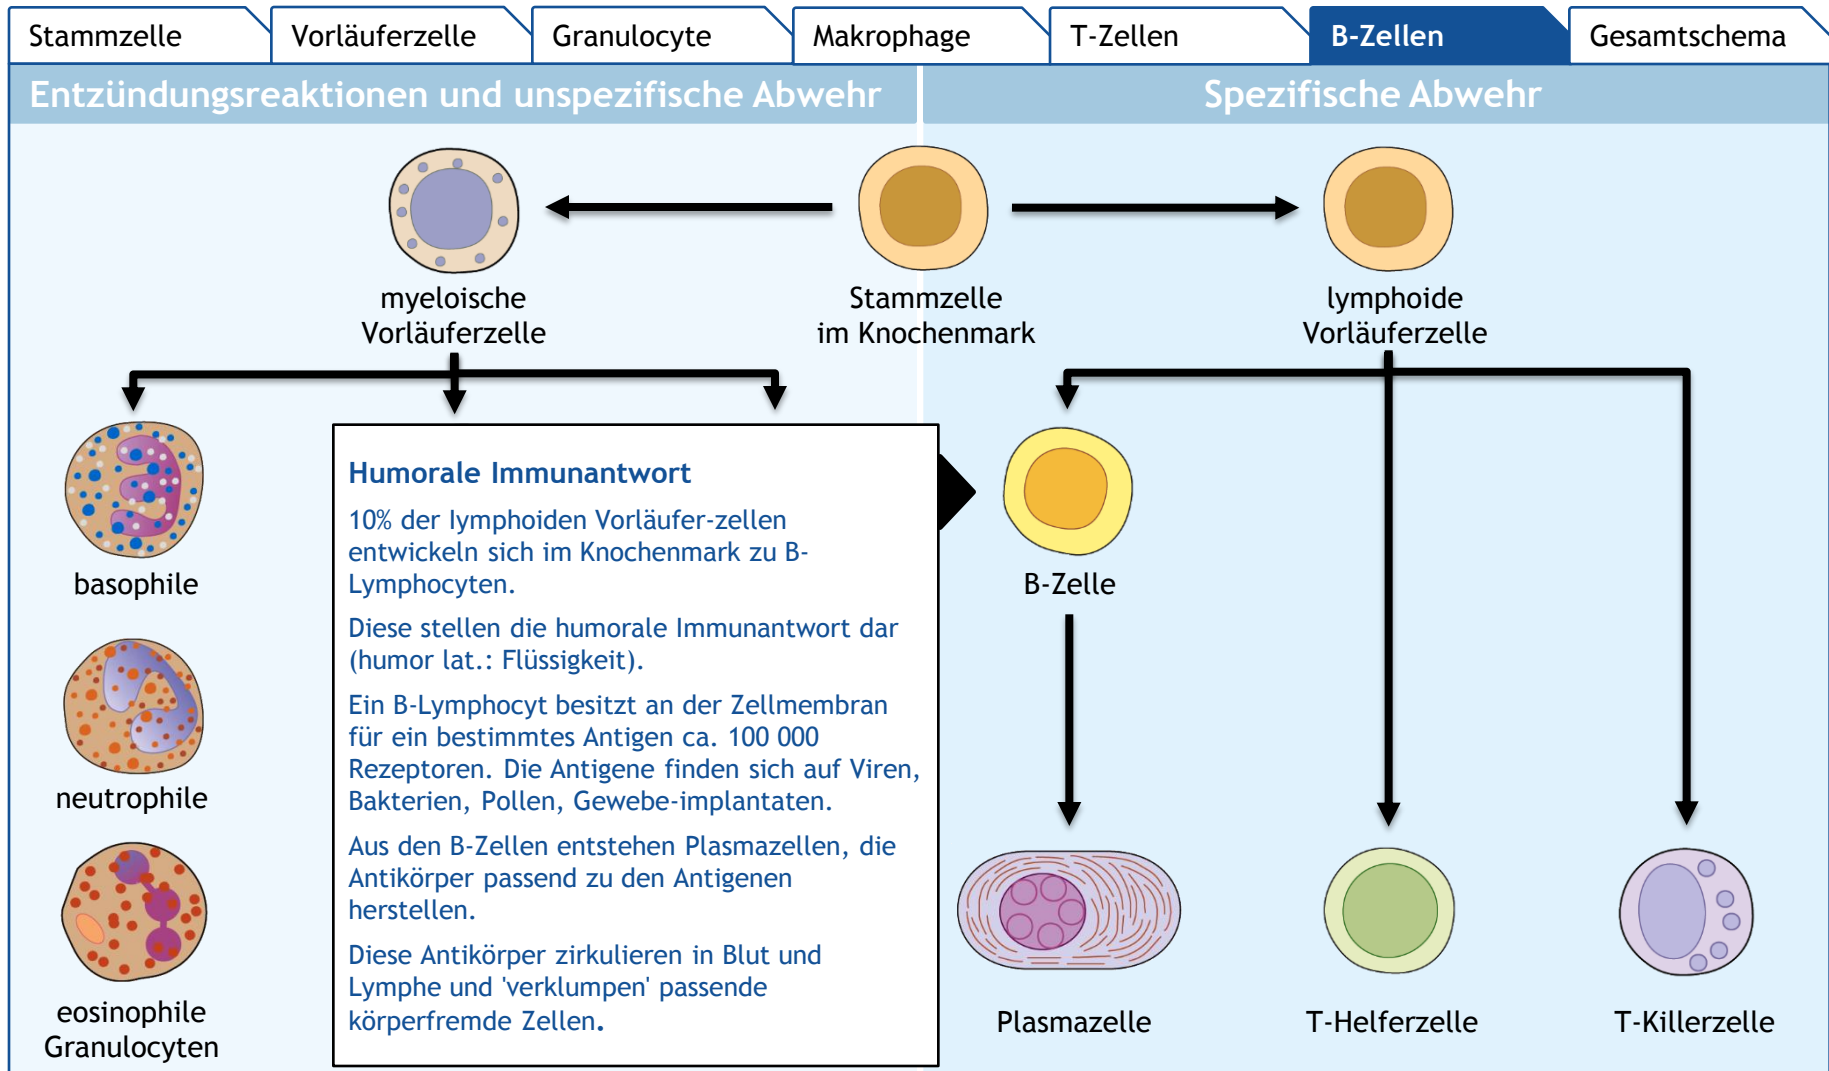 Stammzelle
Vorläuferzelle
Granulocyte
Makrophage
T-Zellen
B-Zellen
Gesamtschema
Entzündungsreaktionen und unspezifische Abwehr
Spezifische Abwehr
myeloische
Vorläuferzelle
Stammzelle
im Knochenmark
lymphoide
Vorläuferzelle
basophile
neutrophile
eosinophile
Granulocyten
Humorale Immunantwort
10% der lymphoiden Vorläufer-zellen
entwickeln sich im Knochenmark zu B-
Lymphocyten.
Diese stellen die humorale Immunantwort dar
(humor lat.: Flüssigkeit).
Ein B-Lymphocyt besitzt an der Zellmembran
für ein bestimmtes Antigen ca. 100 000
Rezeptoren. Die Antigene finden sich auf Viren,
Bakterien, Pollen, Gewebe-implantaten.
Aus den B-Zellen entstehen Plasmazellen, die
Antikörper passend zu den Antigenen
herstellen.
Diese Antikörper zirkulieren in Blut und
Lymphe und 'verklumpen' passende
körperfremde Zellen.
B-Zelle
Plasmazelle
T-Helferzelle
T-Killerzelle